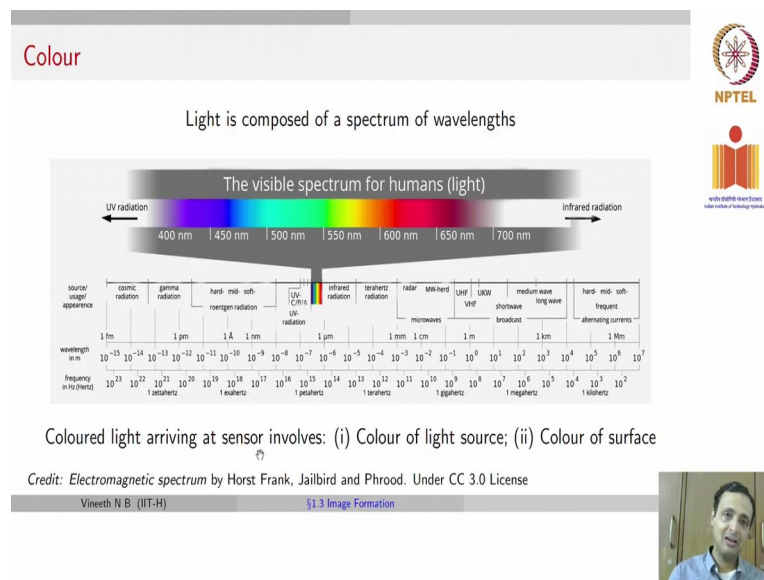 Colour
NPTEL
भारतीय प्रौद्योगिकी संस्थान हैदराबाद
Indian Institute of Technology Hyderabad
Light is composed of a spectrum of wavelengths
The visible spectrum for humans (light)
UV radiation
infrared radiation
400 nm 450 nm 500 nm 550 nm 600 nm 650 nm 700 nm
source/
usage/
appearence
cosmic
radiation
gamma
radiation
hard- mid- soft-
roentgen radiation
UV-
C/B/A
UV-
radiation
infrared
radiation
terahertz
radiation
radar MW-herd
microwaves
UHF UKW
VHF
medium wave
long wave
shortwave
broadcast
hard- mid- soft-
frequent
alternating currents
1 fm 1 pm 1 Å 1 nm 1 µm 1 mm 1 cm 1 m 1 km 1 Mm
wavelength
in m
10⁻¹⁵ 10⁻¹⁴ 10⁻¹³ 10⁻¹² 10⁻¹¹ 10⁻¹⁰ 10⁻⁹ 10⁻⁸ 10⁻⁷ 10⁻⁶ 10⁻⁵ 10⁻⁴ 10⁻³ 10⁻² 10⁻¹ 10⁰ 10¹ 10² 10³ 10⁴ 10⁵ 10⁶ 10⁷
frequency
in Hz (Hertz)
10²³ 10²² 10²¹ 10²⁰ 10¹⁹ 10¹⁸ 10¹⁷ 10¹⁶ 10¹⁵ 10¹⁴ 10¹³ 10¹² 10¹¹ 10¹⁰ 10⁹ 10⁸ 10⁷ 10⁶ 10⁵ 10⁴ 10³ 10²
1 zettahertz 1 exahertz 1 petahertz 1 terahertz 1 gigahertz 1 megahertz 1 kilohertz
Coloured light arriving at sensor involves: (i) Colour of light source; (ii) Colour of surface
Credit: Electromagnetic spectrum by Horst Frank, Jailbird and Phrood. Under CC 3.0 License
Vineeth N B (IIT-H) §1.3 Image Formation